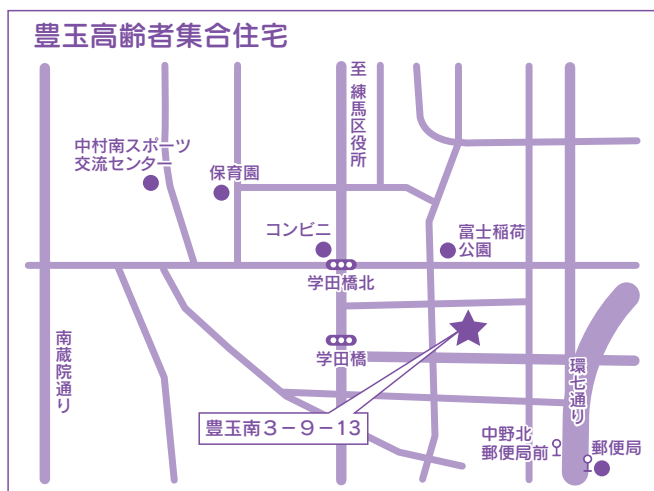 豊玉高齢者集合住宅
至 練馬区役所
中村南スポーツ
交流センター
保育園
コンビニ
富士稲荷
公園
学田橋北
学田橋
南蔵院通り
環七通り
豊玉南3-9-13
中野北
郵便局前
郵便局